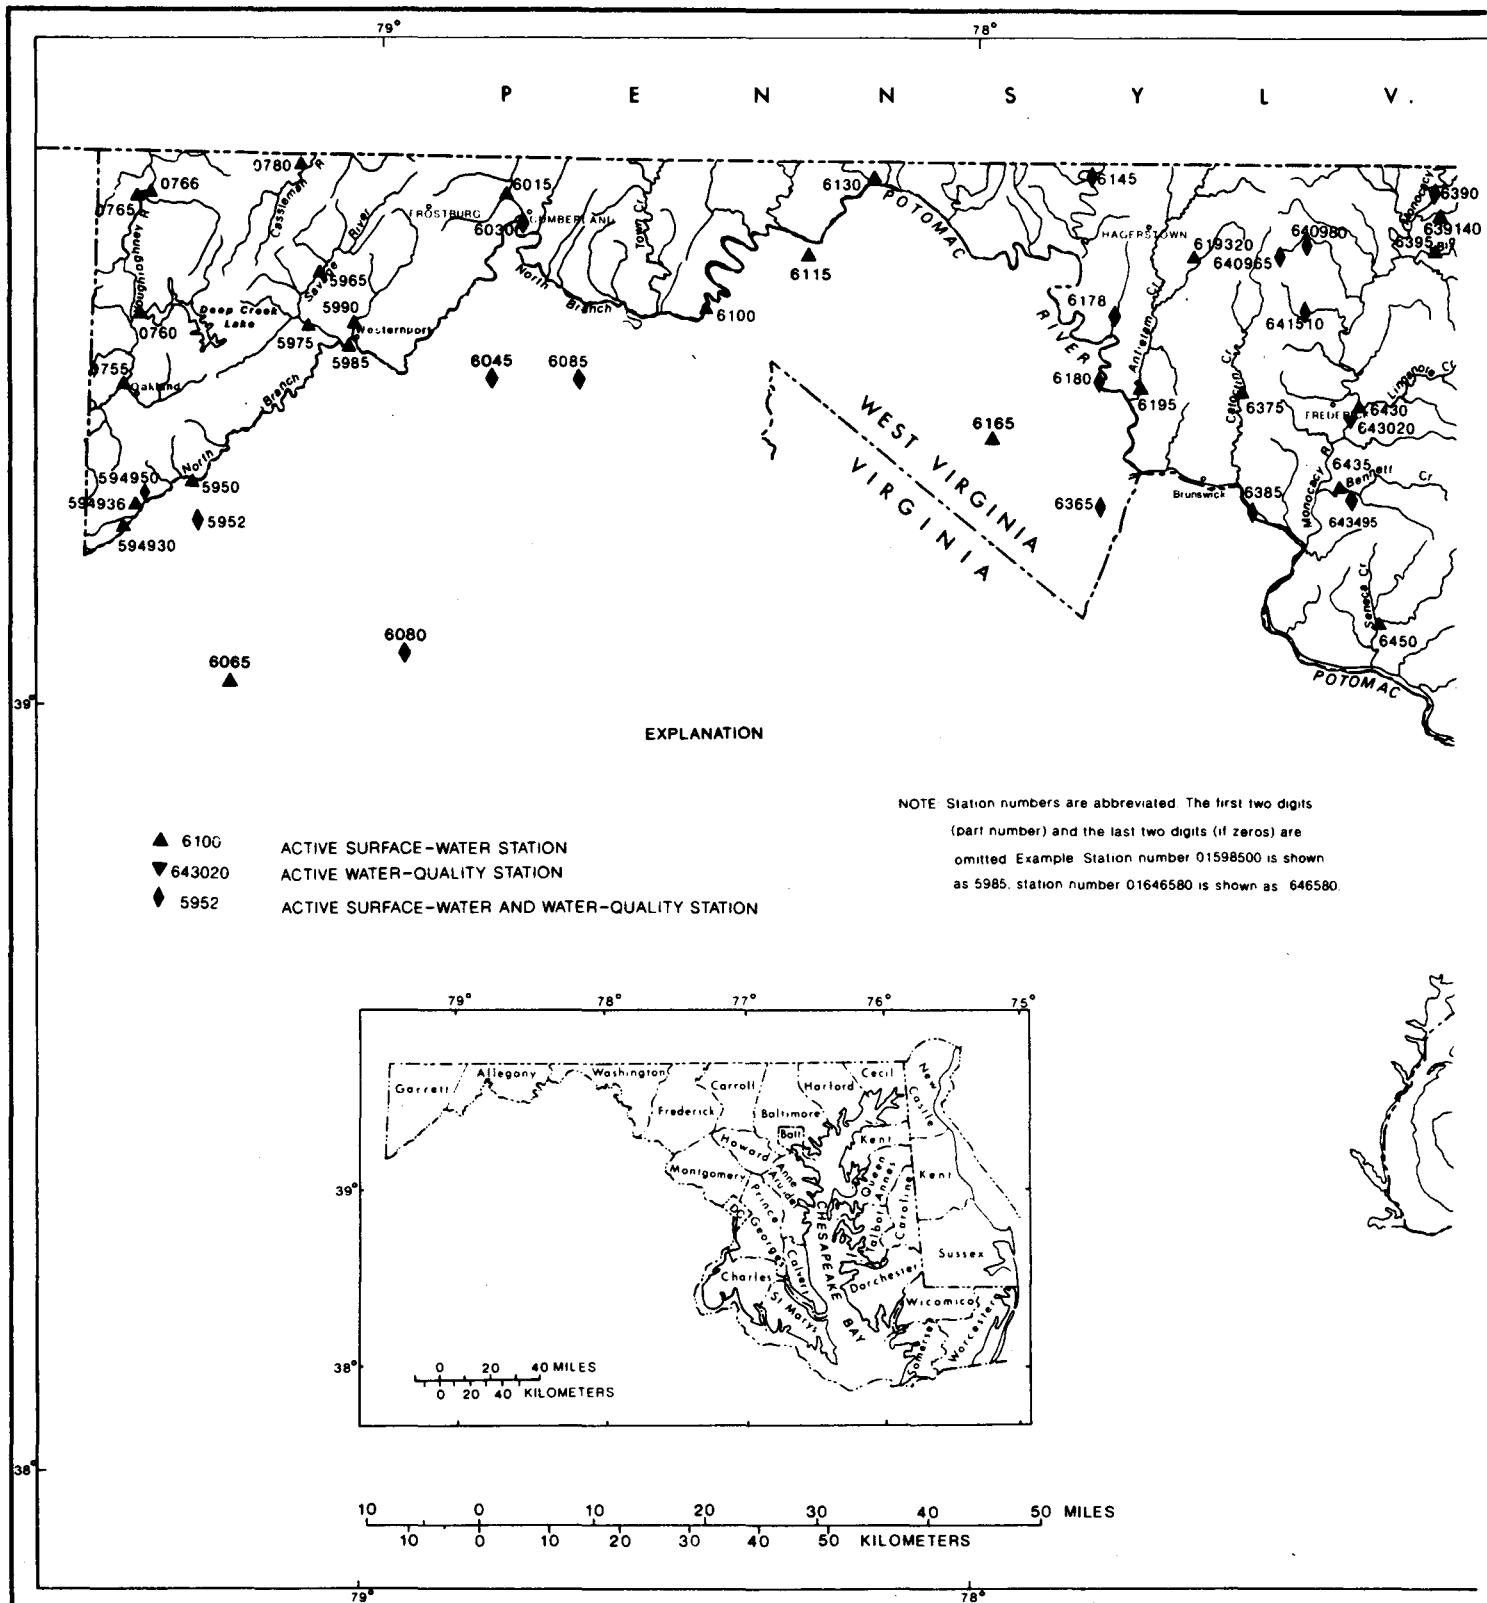 79°
78°
P E N N S Y L V.
0780
Cassleman R
0766
0765
Youghiogheny R
River
Savage
FROSTBURG
6015
6030
CUMBERLAND
Town Cr
6130
POTOMAC
6145
HAGERSTOWN
Monocacy
6390
639140
6395
Big
619320
640980
640965
5965
5990
Deep Creek
Lake
0760
5975
Westernport
5985
North
Branch
6100
6115
6178
RIVER
Antietam Cr
641510
0755
Oakland
Branch
6045
6085
6180
6195
Catoctin Cr
6375
Linganore Cr
FREDERICK
6430
643020
6165
WEST VIRGINIA
VIRGINIA
North
594950
5950
594936
5952
594930
6365
Brunswick
6385
Monocacy R
6435
Bennett Cr
643495
Seneca Cr
6450
POTOMAC
6080
6065
39°
EXPLANATION
6100 ACTIVE SURFACE-WATER STATION
643020 ACTIVE WATER-QUALITY STATION
5952 ACTIVE SURFACE-WATER AND WATER-QUALITY STATION
NOTE Station numbers are abbreviated. The first two digits
(part number) and the last two digits (if zeros) are
omitted Example Station number 01598500 is shown
as 5985, station number 01646580 is shown as 646580.
79° 78° 77° 76° 75°
Garrett
Allegany
Washington
Frederick
Carroll
Baltimore
Harford
Cecil
New Castle
Balt
Howard
Montgomery
Anne Arundel
Kent
Queen Annes
Kent
39°
Prince Georges
D.C.
CHESAPEAKE BAY
Talbot
Caroline
Sussex
Calvert
Charles
St Marys
Dorchester
Wicomico
Somerset
Worcester
38°
0 20 40 MILES
0 20 40 KILOMETERS
38°
10 0 10 20 30 40 50 MILES
10 0 10 20 30 40 50 KILOMETERS
79°
78°